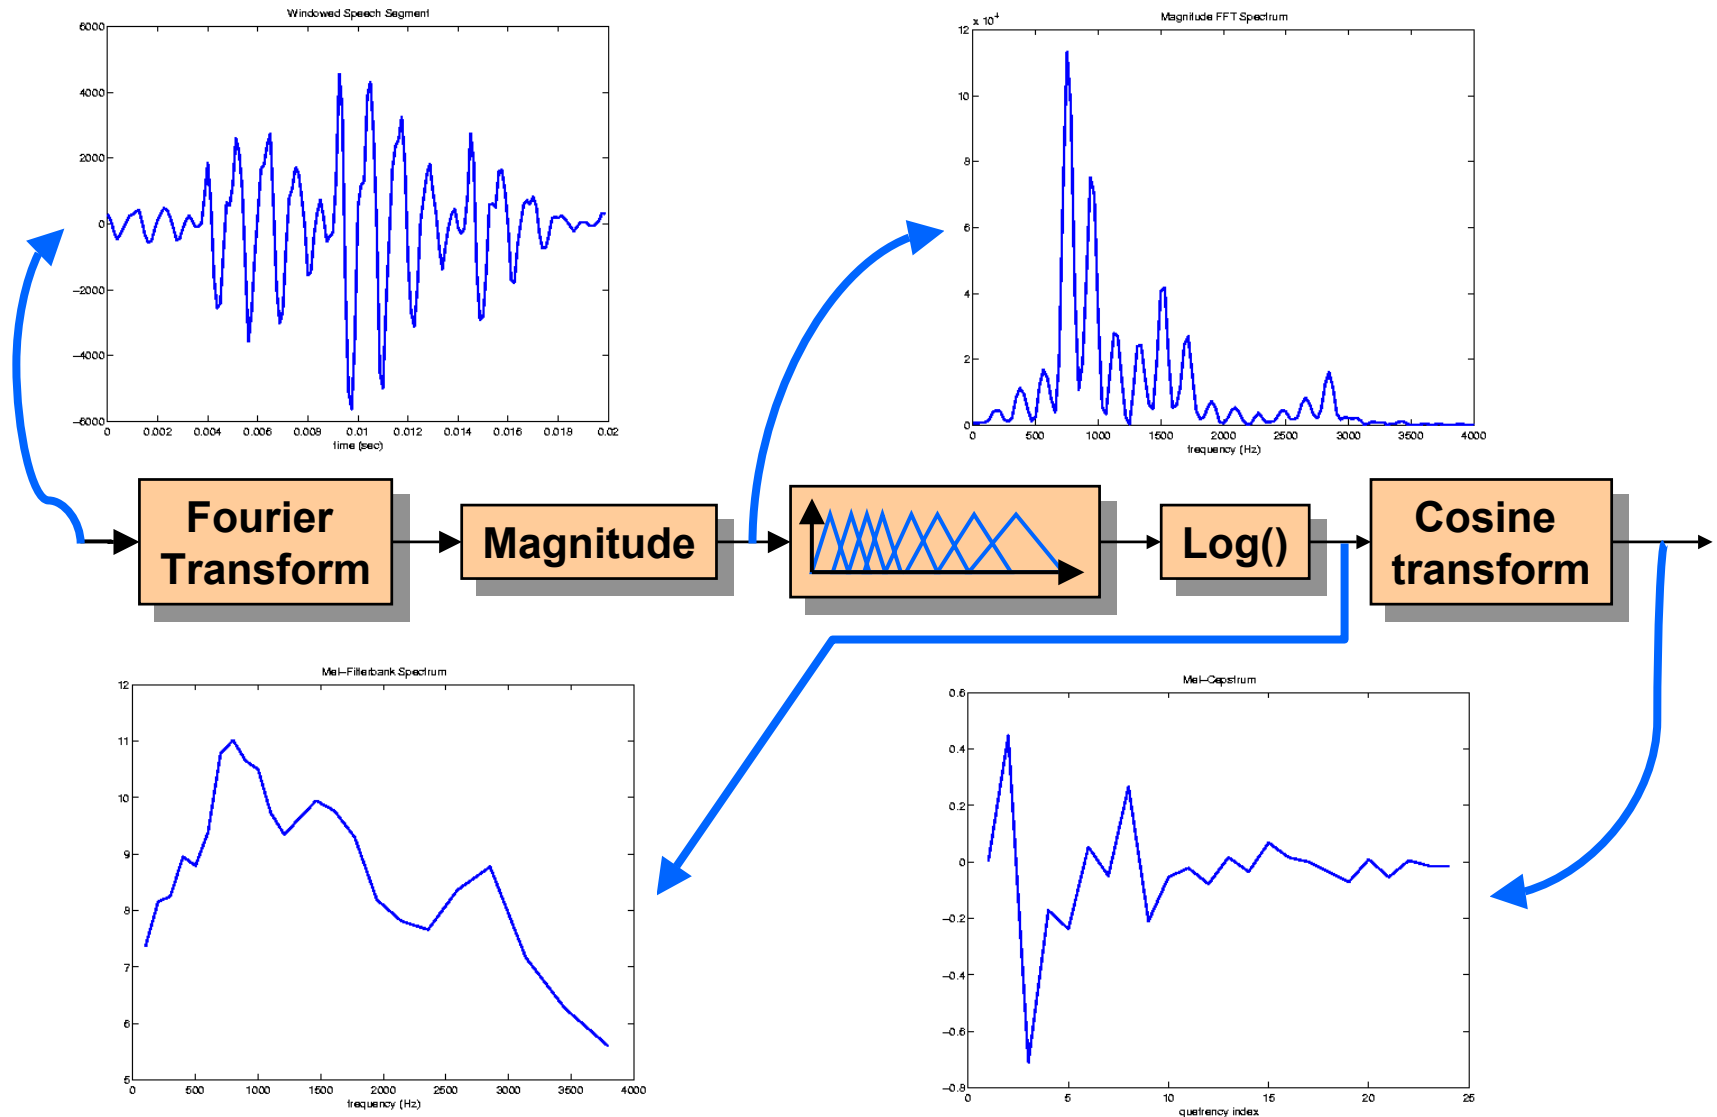 Windowed Speech Segment
6000
4000
2000
0
−2000
−4000
−6000
0 0.002 0.004 0.006 0.008 0.01 0.012 0.014 0.016 0.018 0.02
time (sec)
Magnitude FFT Spectrum
x 10⁴
12
10
8
6
4
2
0
0 500 1000 1500 2000 2500 3000 3500 4000
frequency (Hz)
Fourier
Transform
Magnitude
Log()
Cosine
transform
Mel−Filterbank Spectrum
12
11
10
9
8
7
6
5
0 500 1000 1500 2000 2500 3000 3500 4000
frequency (Hz)
Mel−Cepstrum
0.6
0.4
0.2
0
−0.2
−0.4
−0.6
−0.8
0 5 10 15 20 25
quefrency index